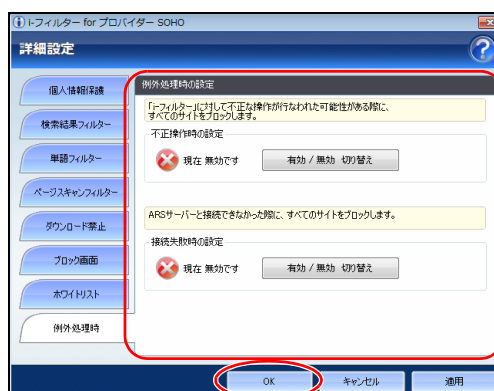 i-フィルター for プロバイダー SOHO
詳細設定
?
個人情報保護
検索結果フィルター
単語フィルター
ページスキャンフィルター
ダウンロード禁止
ブロック画面
ホワイトリスト
例外処理時
例外処理時の設定
「i-フィルター」に対して不正な操作が行なわれた可能性がある際に、
すべてのサイトをブロックします。
不正操作時の設定
現在 無効です
有効 / 無効 切り替え
ARSサーバーと接続できなかった際に、すべてのサイトをブロックします。
接続失敗時の設定
現在 無効です
有効 / 無効 切り替え
OK
キャンセル
適用